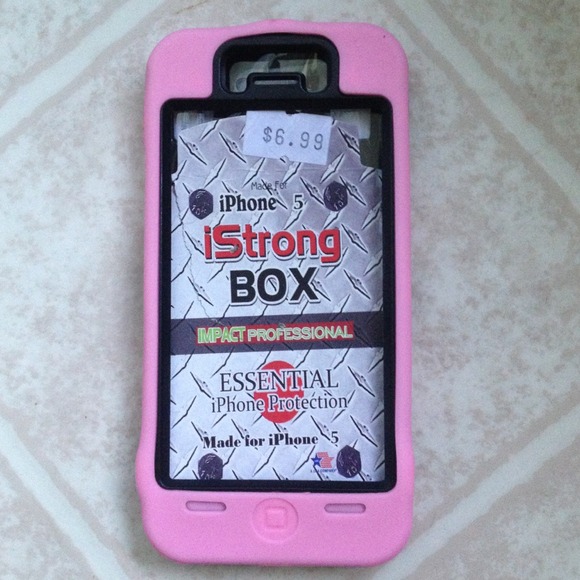 $6.99
Made For
iPhone 5
iStrong
BOX
IMPACT PROFESSIONAL
ESSENTIAL
iPhone Protection
Made for iPhone 5